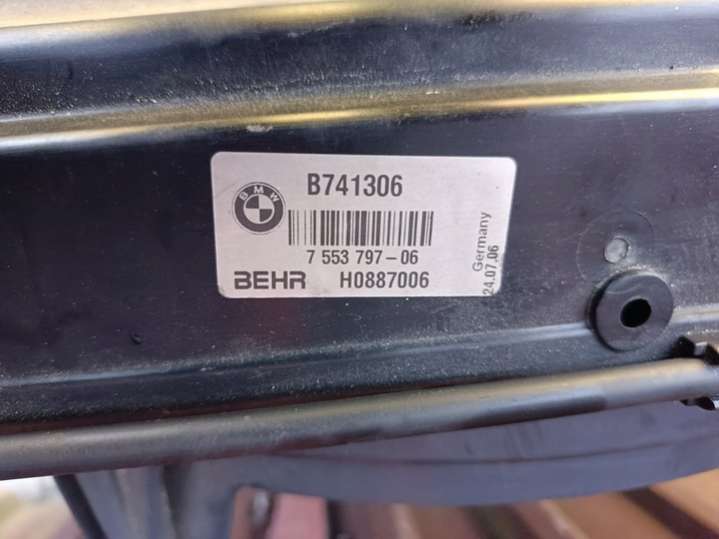 B741306
BMW
7 553 797-06
BEHR H0887006
Germany
24.07.06